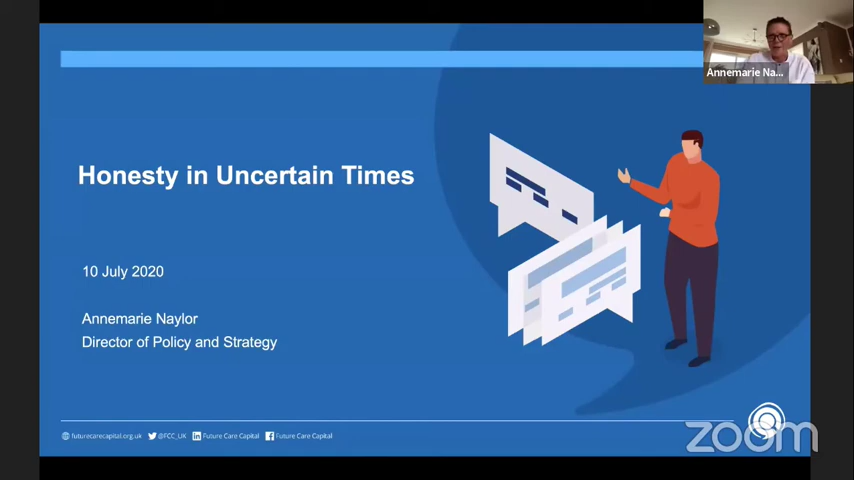 Annemarie Na...
Honesty in Uncertain Times
10 July 2020
Annemarie Naylor
Director of Policy and Strategy
futurecarecapital.org.uk @FCC_UK Future Care Capital Future Care Capital
zoom